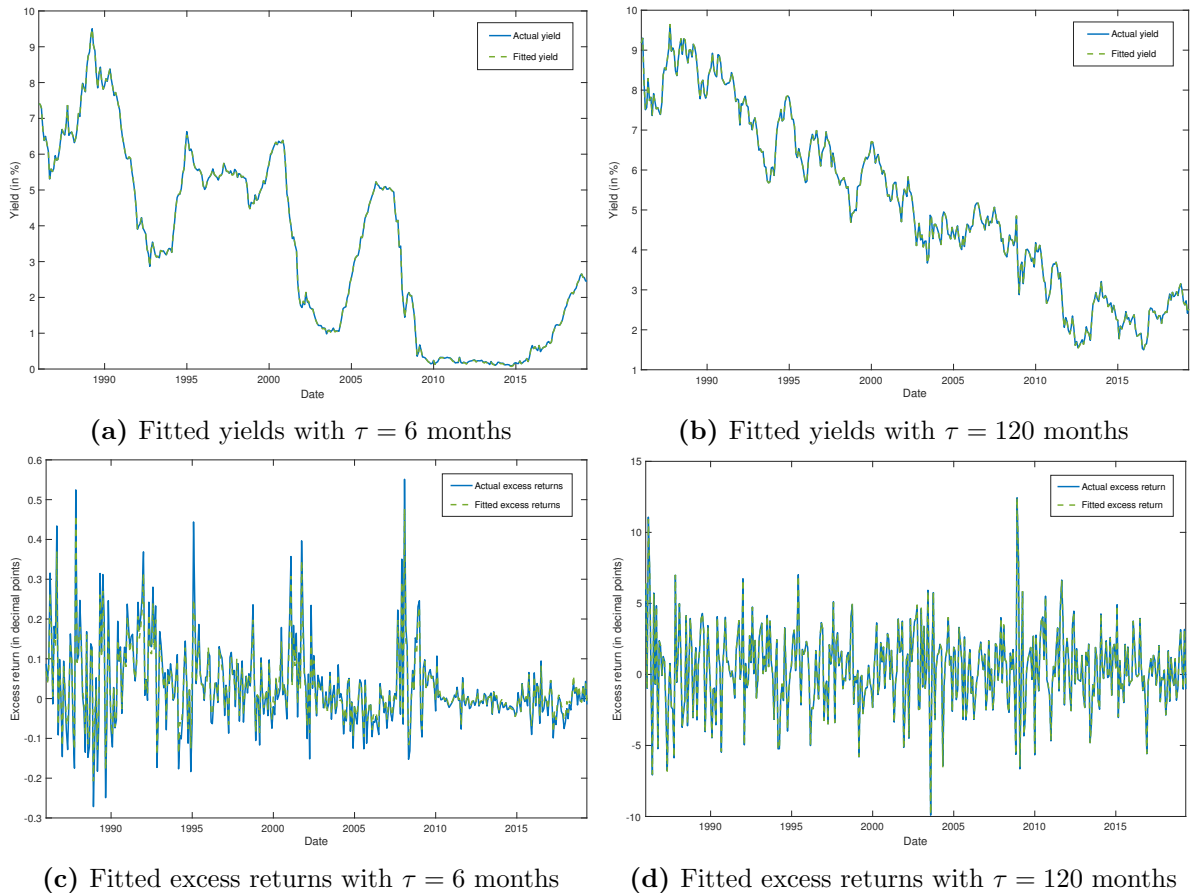 10
9
8
7
6
5
4
3
2
1
0
Yield (in %)
Actual yield
Fitted yield
1990 1995 2000 2005 2010 2015
Date
(a) Fitted yields with τ = 6 months
10
9
8
7
6
5
4
3
2
1
Yield (in %)
Actual yield
Fitted yield
1990 1995 2000 2005 2010 2015
Date
(b) Fitted yields with τ = 120 months
0.6
0.5
0.4
0.3
0.2
0.1
0
-0.1
-0.2
-0.3
Excess return (in decimal points)
Actual excess returns
Fitted excess returns
1990 1995 2000 2005 2010 2015
Date
(c) Fitted excess returns with τ = 6 months
15
10
5
0
-5
-10
Excess return (in decimal points)
Actual excess return
Fitted excess return
1990 1995 2000 2005 2010 2015
Date
(d) Fitted excess returns with τ = 120 months